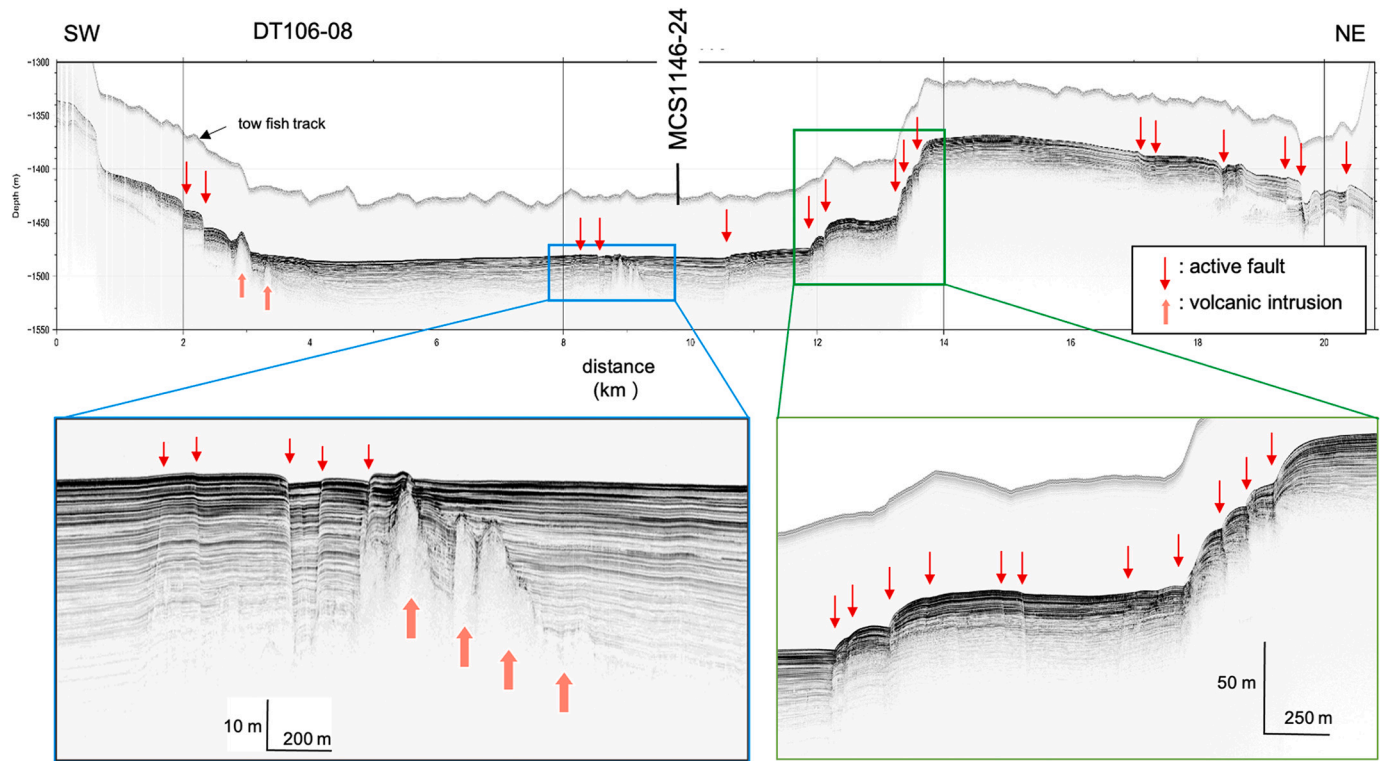 SW
DT106-08
MCS1146-24
NE
-1300
-1350
-1400
-1450
-1500
-1550
Depth (m)
tow fish track
: active fault
: volcanic intrusion
0 2 4 6 8 10 12 14 16 18 20
distance
(km )
10 m
200 m
50 m
250 m